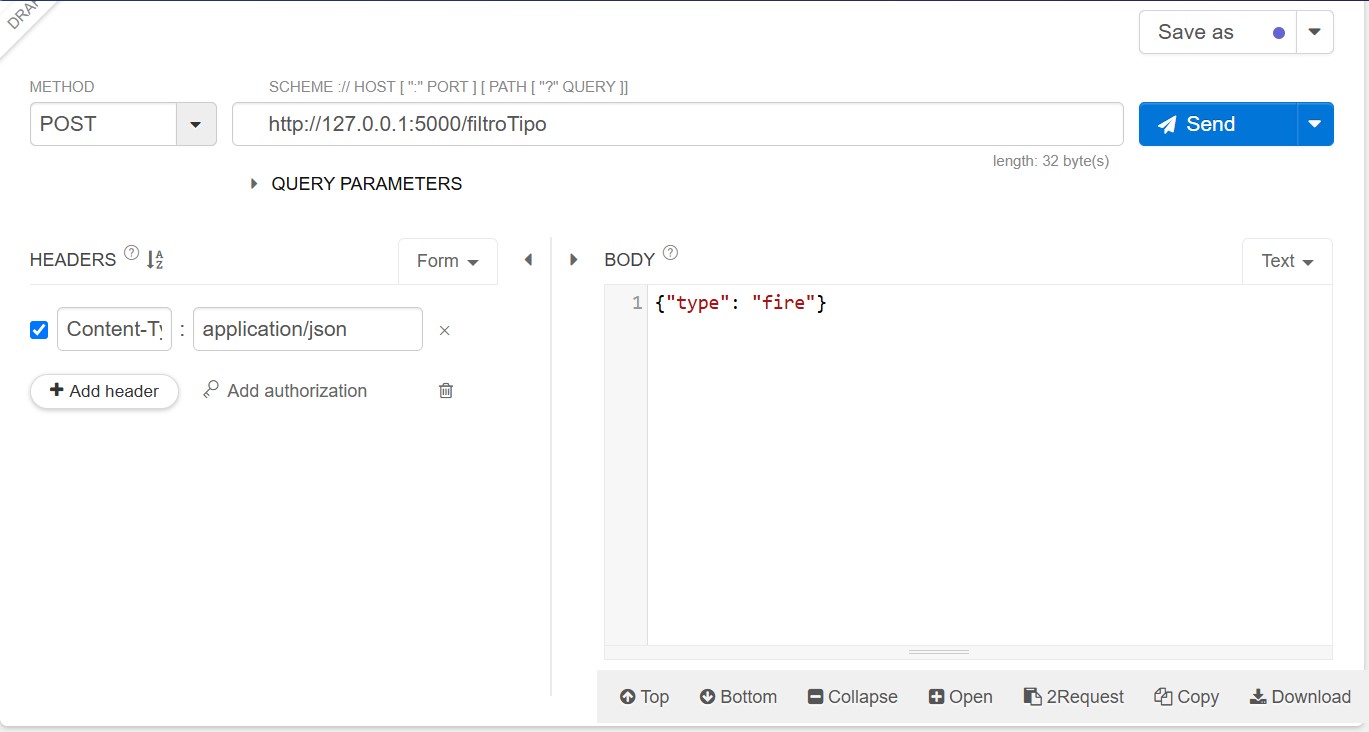 Save as
METHOD
SCHEME :// HOST [ ":" PORT ] [ PATH [ "?" QUERY ]]
POST
http://127.0.0.1:5000/filtroTipo
Send
length: 32 byte(s)
QUERY PARAMETERS
HEADERS ? A Z
Form
BODY ?
Text
Content-Ty : application/json ×
1 {"type": "fire"}
Add header
Add authorization
Top Bottom Collapse Open 2Request Copy Download